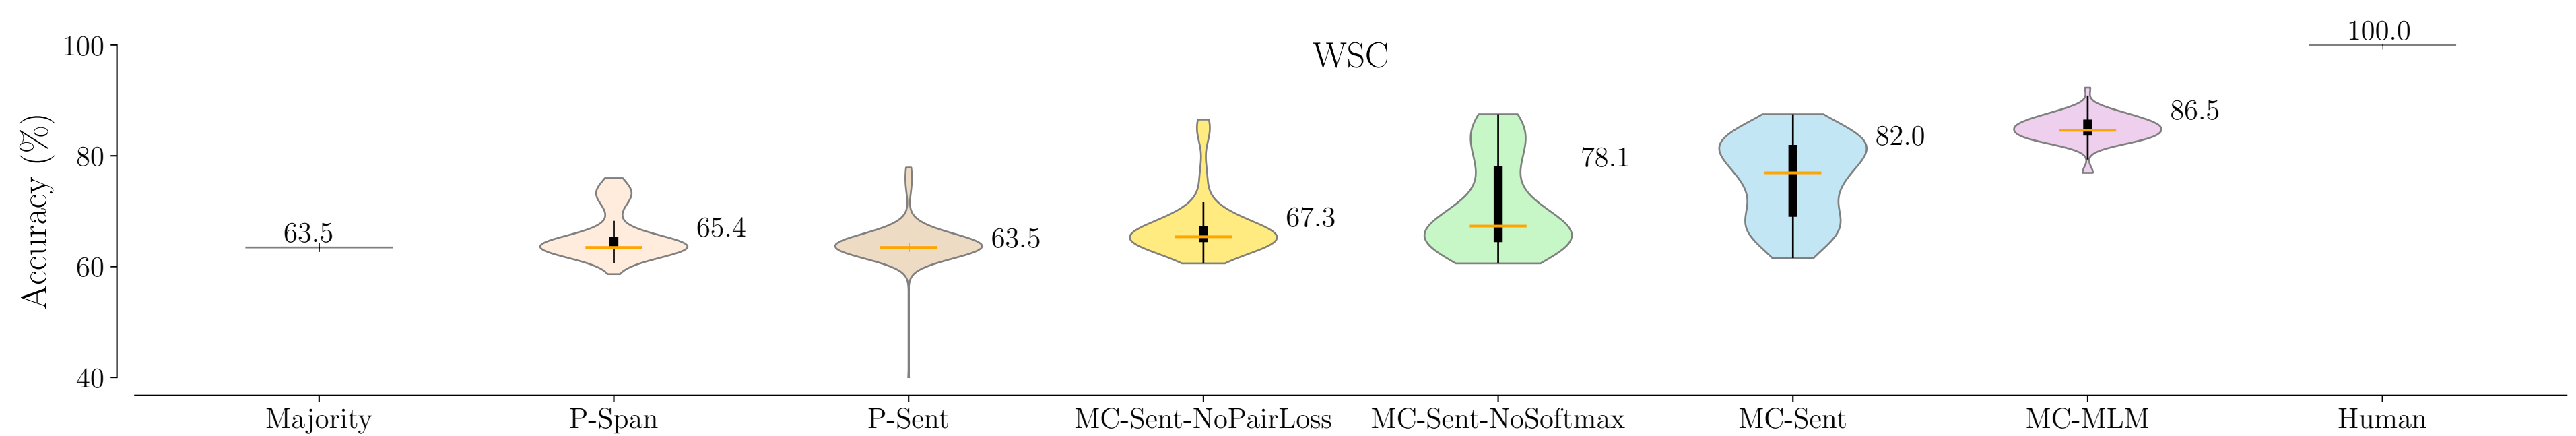 WSC
Accuracy (%)
100
80
60
40
63.5
65.4
63.5
67.3
78.1
82.0
86.5
100.0
Majority
P-Span
P-Sent
MC-Sent-NoPairLoss
MC-Sent-NoSoftmax
MC-Sent
MC-MLM
Human